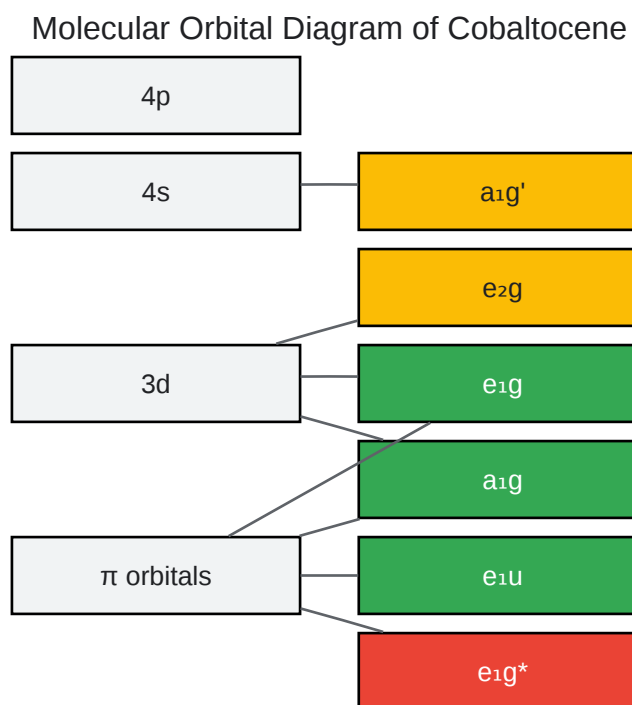 Molecular Orbital Diagram of Cobaltocene
4p
4s
a₁g'
e₂g
3d
e₁g
a₁g
π orbitals
e₁u
e₁g*